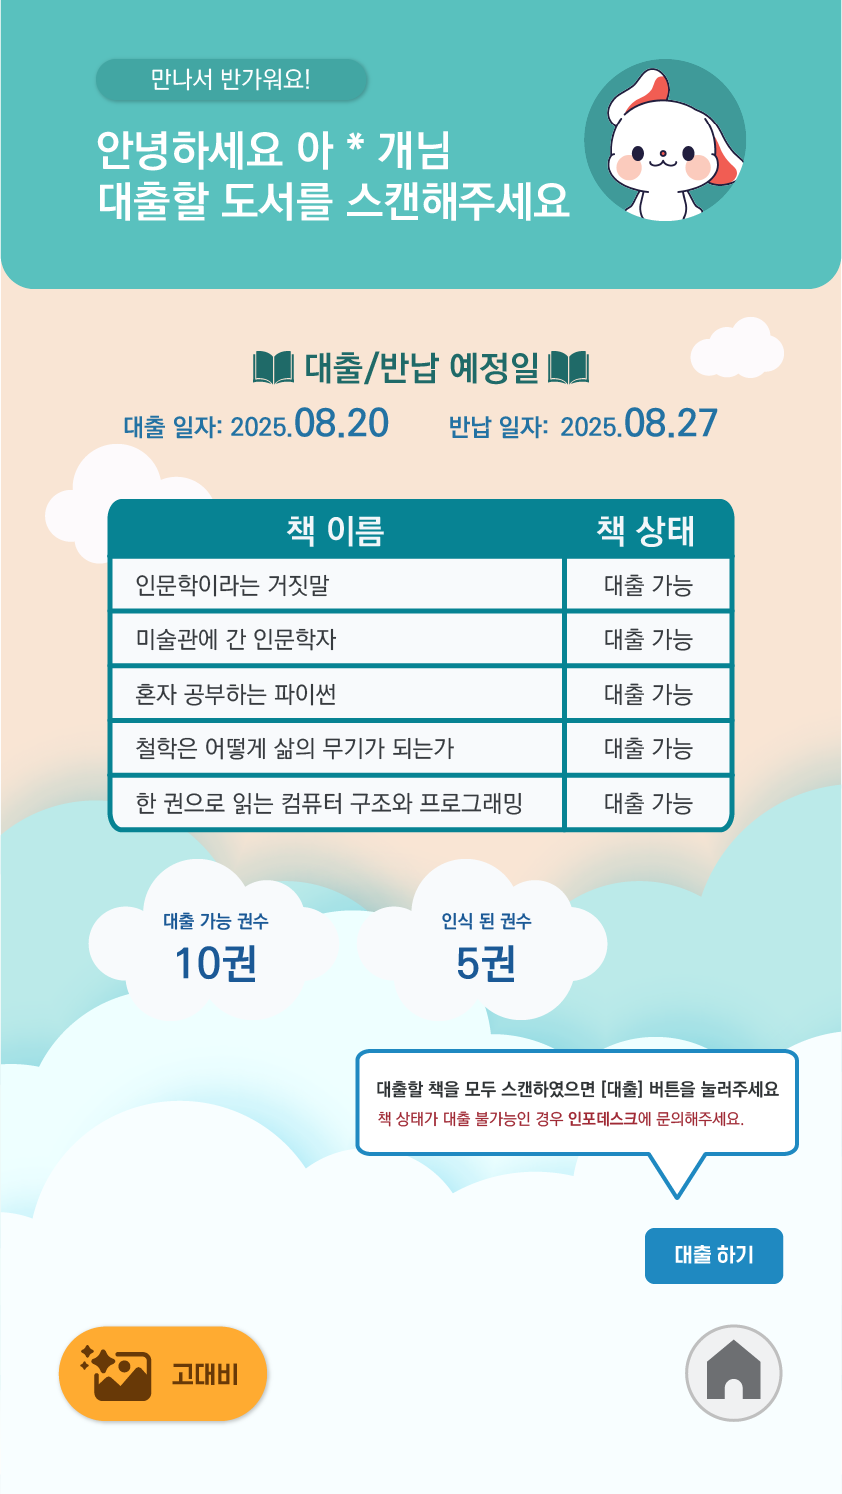 만나서 반가워요!
안녕하세요 아 * 개님
대출할 도서를 스캔해주세요
대출/반납 예정일
대출 일자: 2025.08.20 반납 일자: 2025.08.27
책 이름 책 상태
인문학이라는 거짓말 대출 가능
미술관에 간 인문학자 대출 가능
혼자 공부하는 파이썬 대출 가능
철학은 어떻게 삶의 무기가 되는가 대출 가능
한 권으로 읽는 컴퓨터 구조와 프로그래밍 대출 가능
대출 가능 권수 인식 된 권수
10권 5권
대출할 책을 모두 스캔하였으면 [대출] 버튼을 눌러주세요
책 상태가 대출 불가능인 경우 인포데스크에 문의해주세요.
대출 하기
고대비